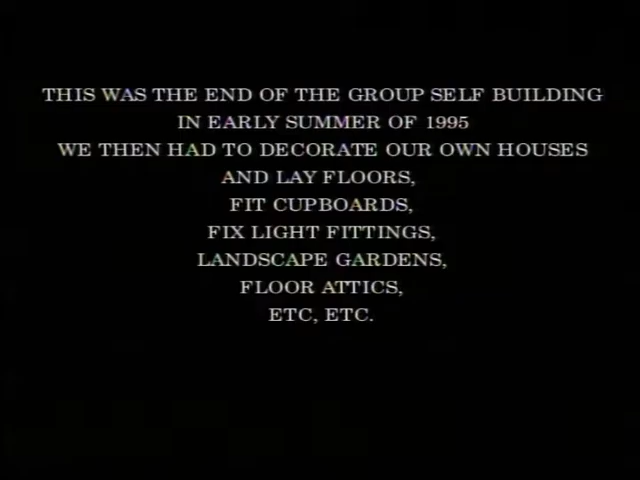 THIS WAS THE END OF THE GROUP SELF BUILDING
IN EARLY SUMMER OF 1995
WE THEN HAD TO DECORATE OUR OWN HOUSES
AND LAY FLOORS,
FIT CUPBOARDS,
FIX LIGHT FITTINGS,
LANDSCAPE GARDENS,
FLOOR ATTICS,
ETC, ETC.